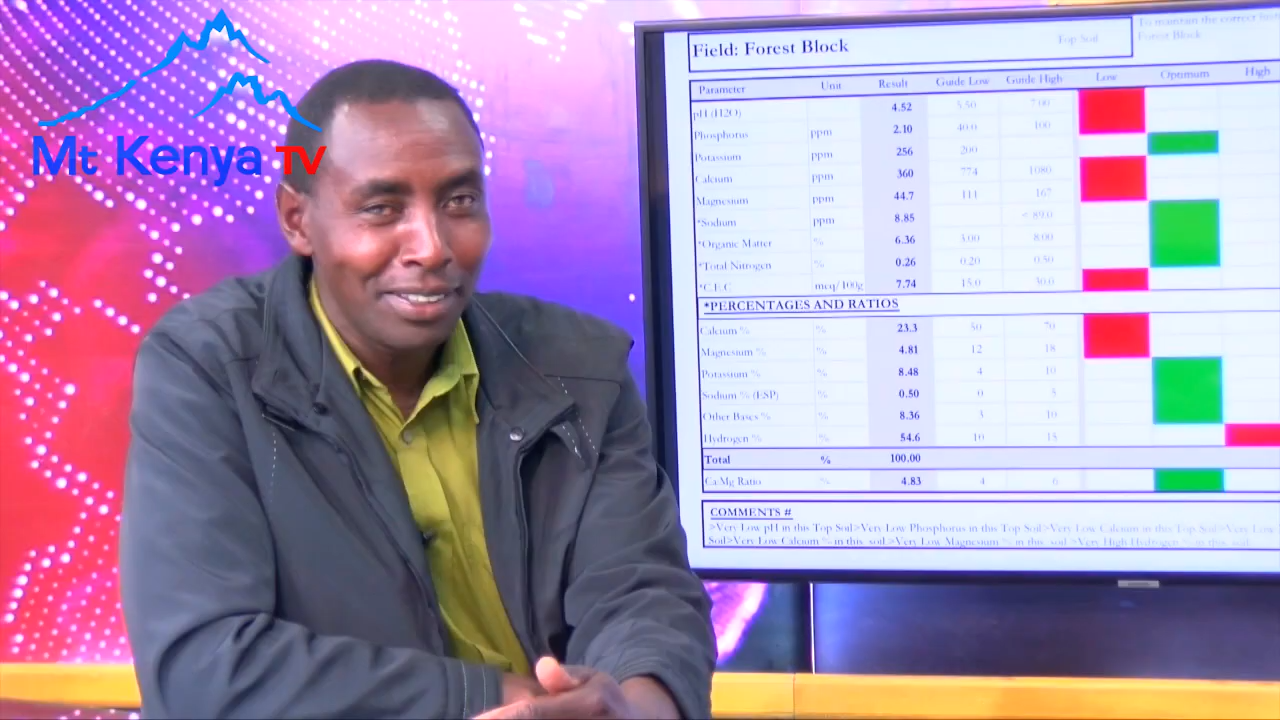 Mt Kenya TV
Field: Forest Block
Top Soil
To maintain the correct
Forest Block
Parameter Unit Result Guide Low Guide High Low Optimum High
pH (H2O) 4.52 5.50 7.00
Phosphorus ppm 2.10 40.0 100
Potassium ppm 256 200
Calcium ppm 360 774 1080
Magnesium ppm 44.7 111 167
*Sodium ppm 8.85 < 89.0
*Organic Matter % 6.36 3.00 8.00
*Total Nitrogen % 0.26 0.20 0.50
*C.E.C meq/100g 7.74 15.0 30.0
*PERCENTAGES AND RATIOS
Calcium % % 23.3 50 70
Magnesium % % 4.81 12 18
Potassium % % 8.48 4 10
Sodium % (ESP) % 0.50 0 5
Other Bases % % 8.36 3 10
Hydrogen % % 54.6 10 15
Total % 100.00
Ca:Mg Ratio % 4.83 4 6
COMMENTS #
>Very Low pH in this Top Soil>Very Low Phosphorus in this Top Soil>Very Low Calcium in this Top Soil>Very Low
Soil>Very Low Calcium % in this soil >Very Low Magnesium % in this soil >Very High Hydrogen % in this soil